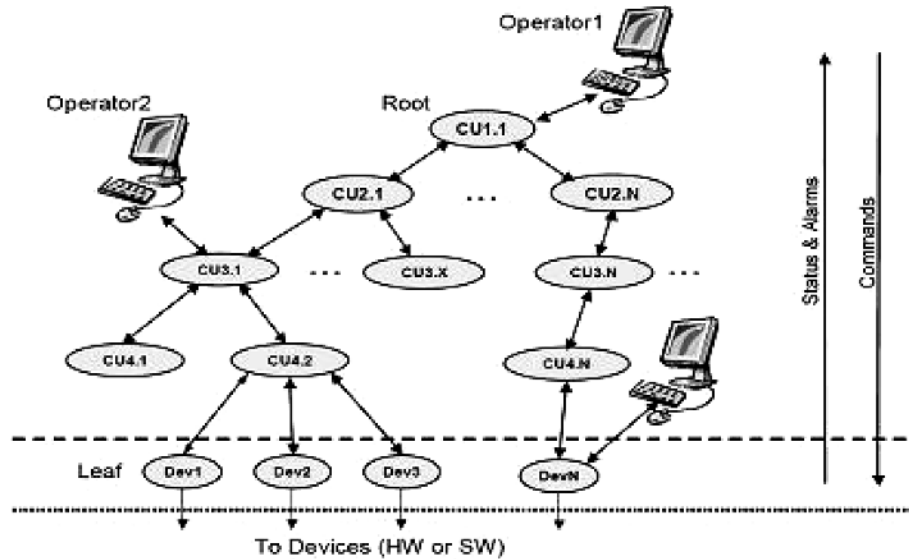 Operator1
Operator2
Root
CU1.1
CU2.1
...
CU2.N
CU3.1
...
CU3.X
CU3.N
...
CU4.1
CU4.2
CU4.N
Status & Alarms
Commands
Leaf
Dev1
Dev2
Dev3
DevN
To Devices (HW or SW)